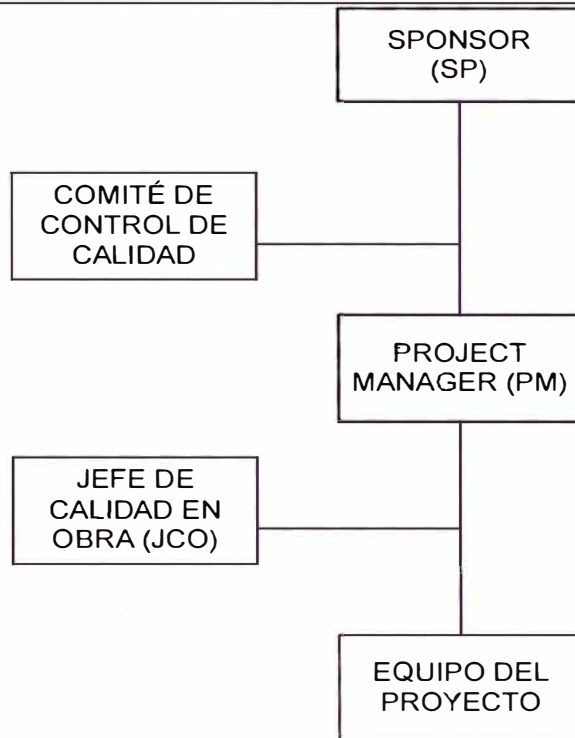 SPONSOR
(SP)
COMITÉ DE
CONTROL DE
CALIDAD
PROJECT
MANAGER (PM)
JEFE DE
CALIDAD EN
OBRA (JCO)
EQUIPO DEL
PROYECTO